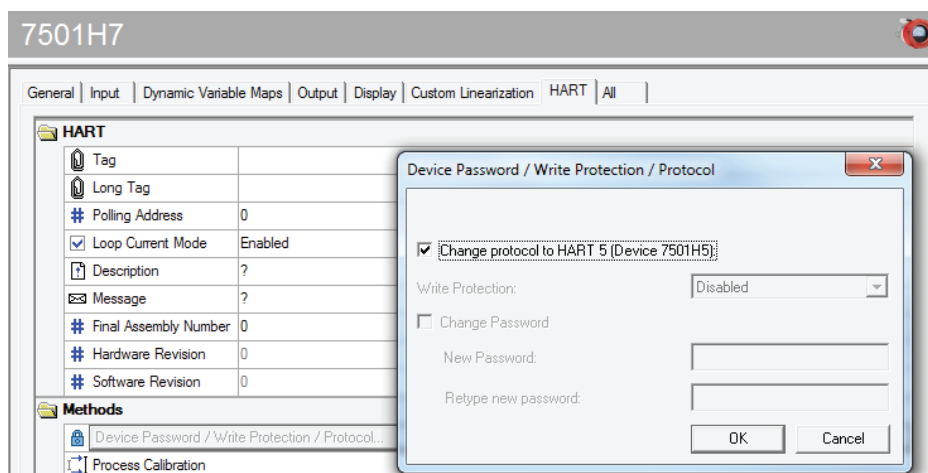 7501H7
General Input Dynamic Variable Maps Output Display Custom Linearization HART All
HART
Tag
Long Tag
Polling Address 0
Loop Current Mode Enabled
Description ?
Message ?
Final Assembly Number 0
Hardware Revision 0
Software Revision 0
Methods
Device Password / Write Protection / Protocol...
Process Calibration
Device Password / Write Protection / Protocol
Change protocol to HART 5 (Device 7501H5);
Write Protection: Disabled
Change Password
New Password:
Retype new password:
OK Cancel